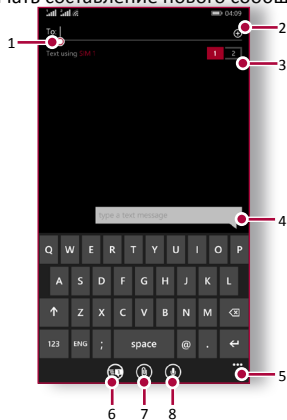 ать составление нового сообщ
04:09
To:
Text using SIM 1
1 2
type a text message
Q W E R T Y U I O P
A S D F G H J K L
Z X C V B N M
123 ENG ; space @ .
1
2
3
4
5
6 7 8